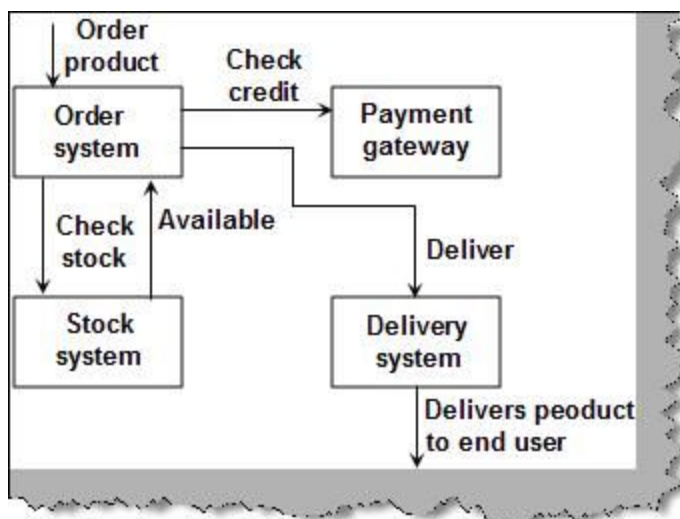 Order
product
Check
credit
Order
system
Payment
gateway
Check
stock
Available
Deliver
Stock
system
Delivery
system
Delivers peoduct
to end user